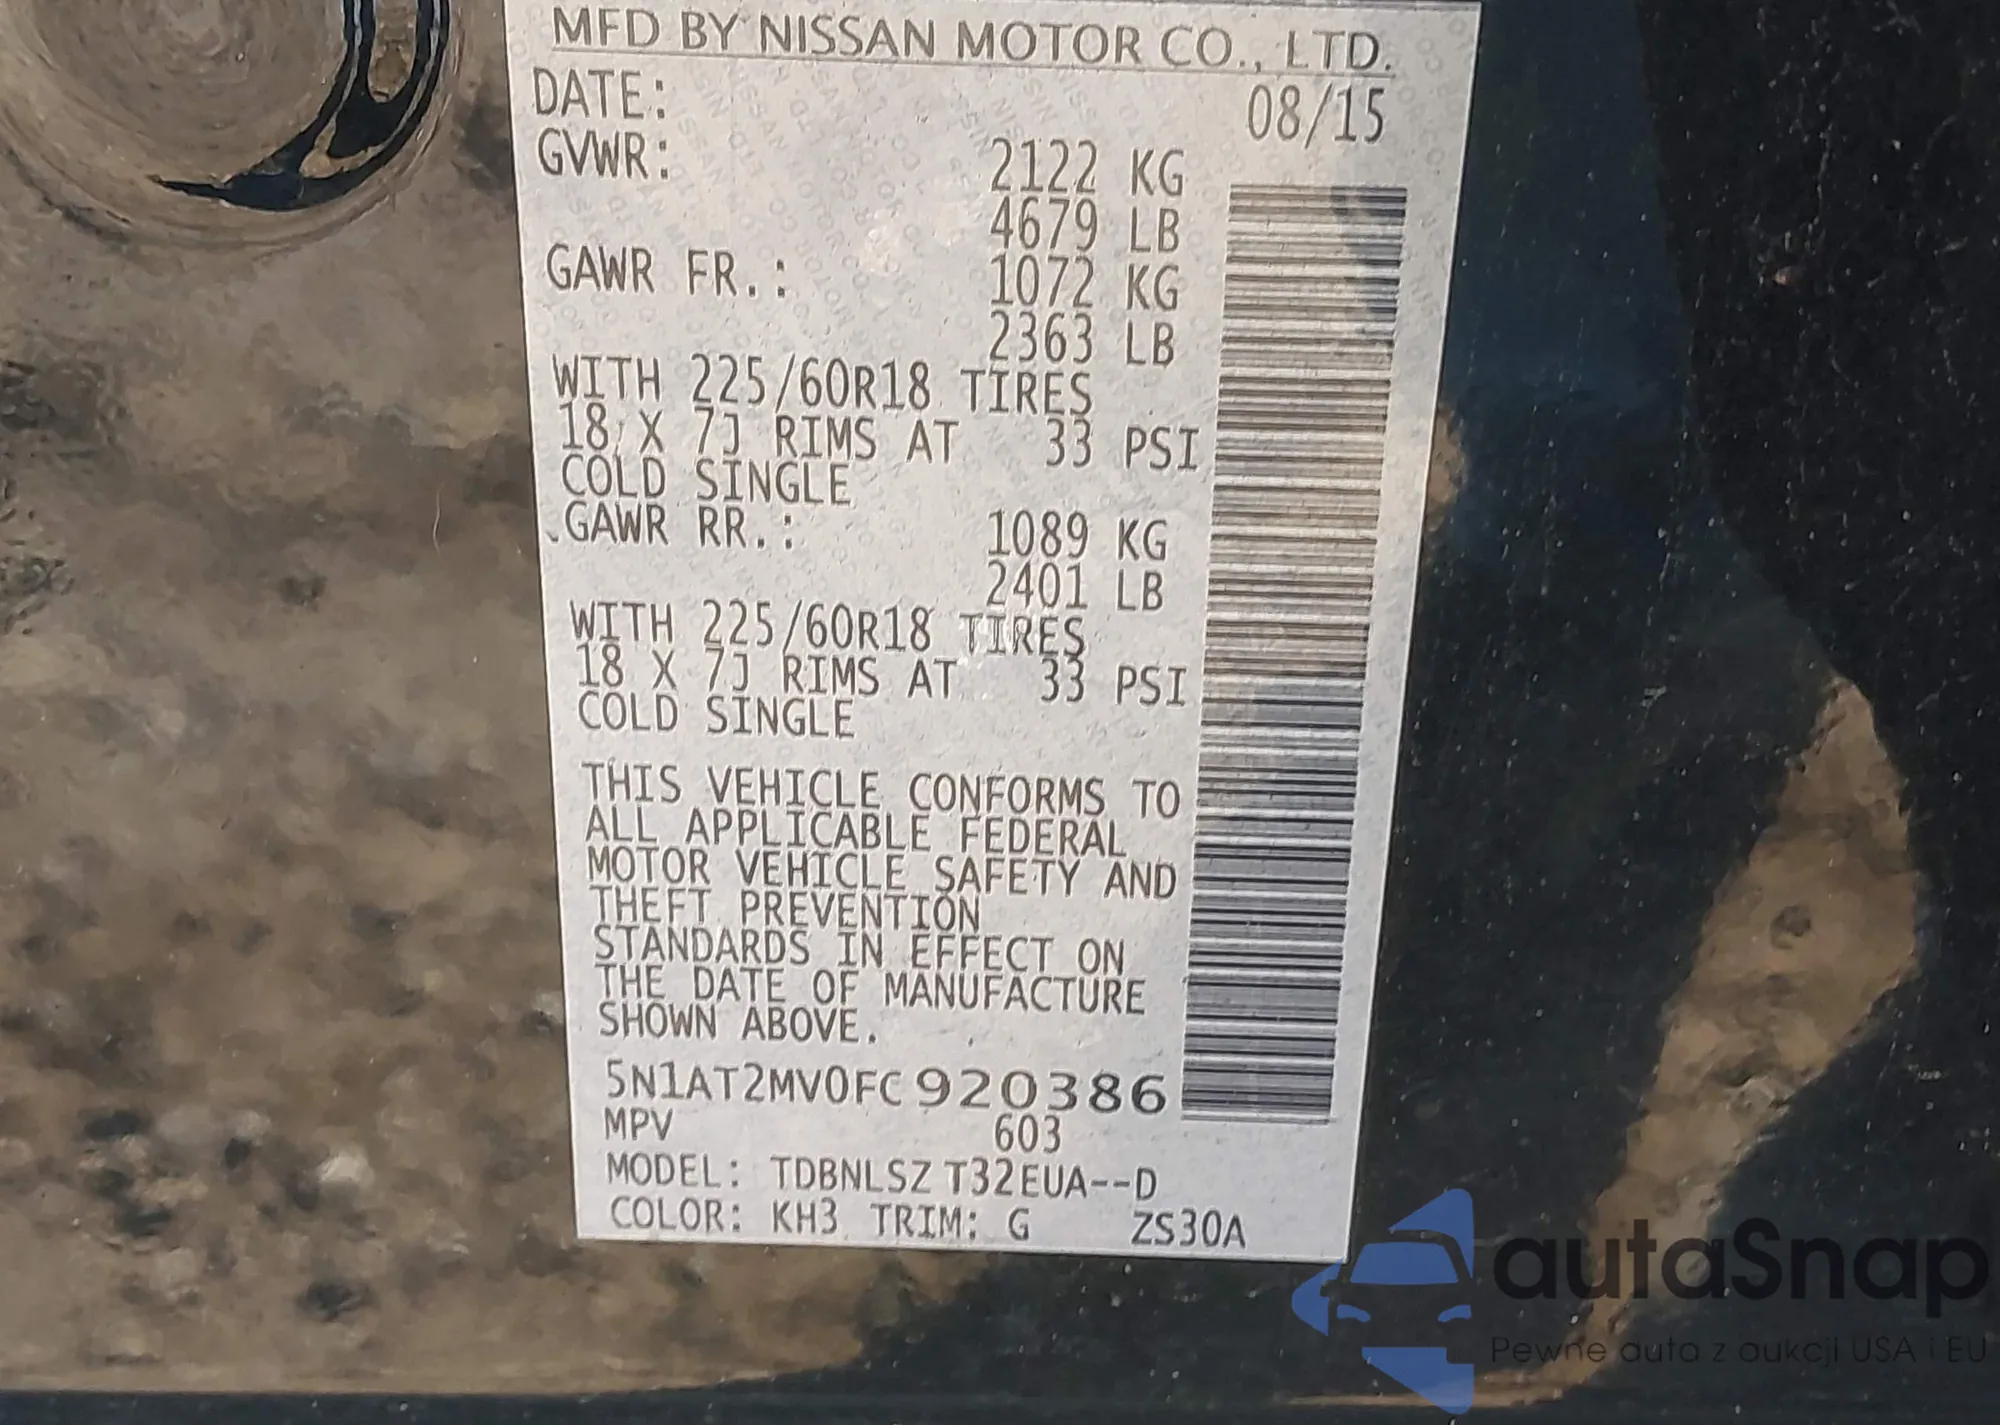 MFD BY NISSAN MOTOR CO., LTD.
DATE: 08/15
GVWR: 2122 KG
4679 LB
GAWR FR.: 1072 KG
2363 LB
WITH 225/60R18 TIRES
18 X 7J RIMS AT 33 PSI
COLD SINGLE
GAWR RR.: 1089 KG
2401 LB
WITH 225/60R18 TIRES
18 X 7J RIMS AT 33 PSI
COLD SINGLE
THIS VEHICLE CONFORMS TO
ALL APPLICABLE FEDERAL
MOTOR VEHICLE SAFETY AND
THEFT PREVENTION
STANDARDS IN EFFECT ON
THE DATE OF MANUFACTURE
SHOWN ABOVE.
5N1AT2MV0FC920386
MPV 603
MODEL: TDBNLSZ T32EUA--D
COLOR: KH3 TRIM: G ZS30A
autaSnap
Pewne auta z aukcji USA i EU